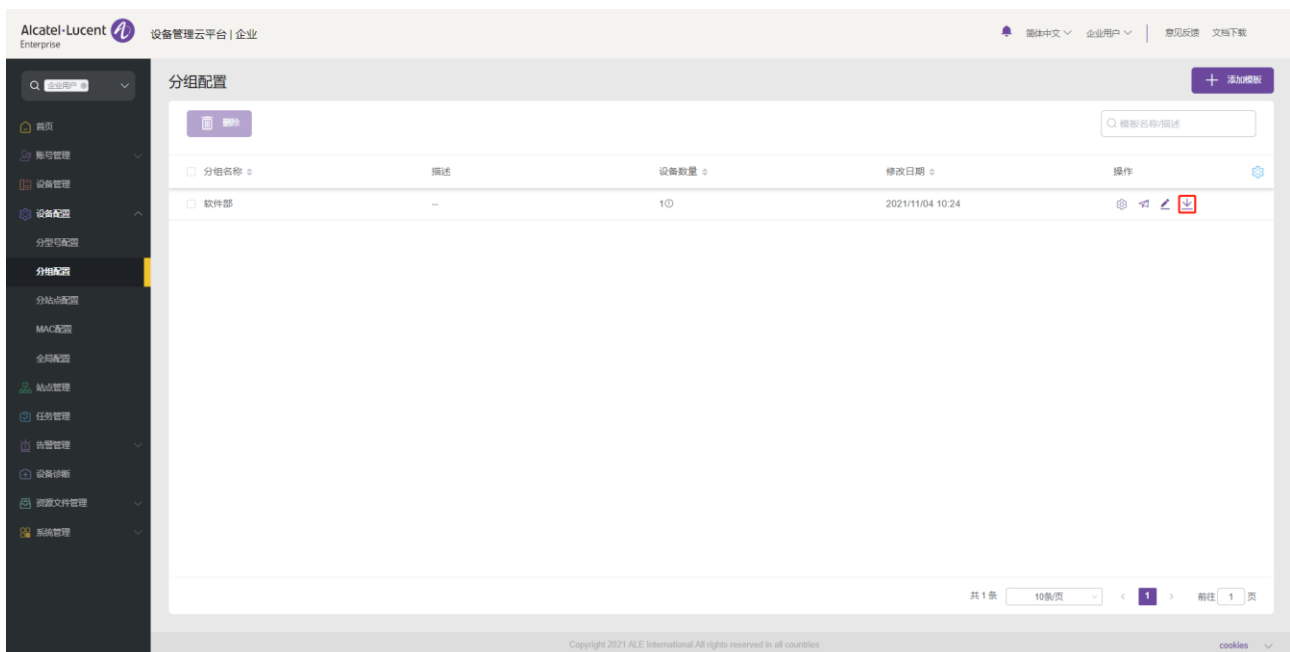 Alcatel·Lucent
Enterprise
设备管理云平台 | 企业
简体中文 企业用户 | 意见反馈 文档下载
企业用户
分组配置
添加模板
首页
账号管理
设备管理
设备配置
分型号配置
分组配置
分站点配置
MAC配置
全局配置
站点管理
任务管理
告警管理
设备诊断
资源文件管理
系统管理
删除
模板名称/描述
分组名称 描述 设备数量 修改日期 操作
软件部 -- 1 2021/11/04 10:24
共 1 条 10条/页 < 1 > 前往 1 页
Copyright 2021 ALE International.All rights reserved in all countries
cookies